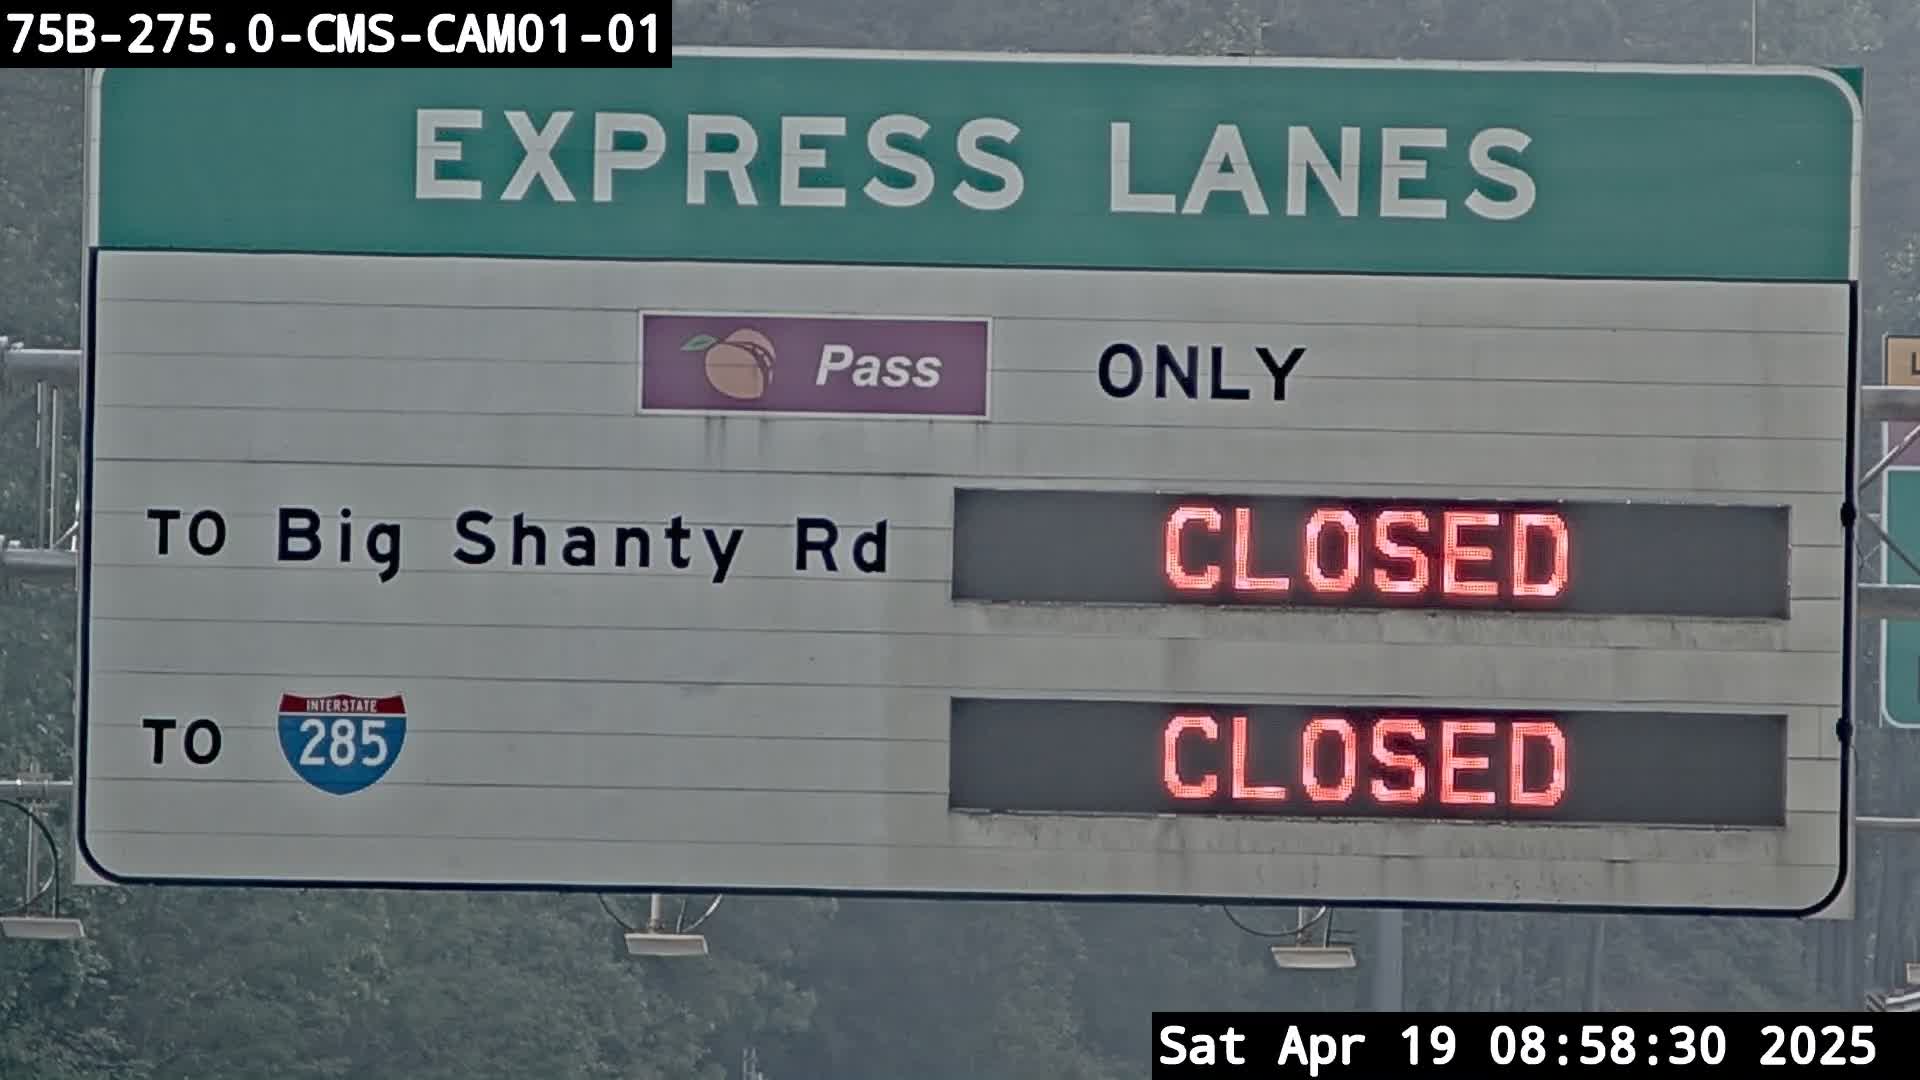 75B-275.0-CMS-CAM01-01
EXPRESS LANES
Pass ONLY
TO Big Shanty Rd CLOSED
TO INTERSTATE 285 CLOSED
Sat Apr 19 08:58:30 2025